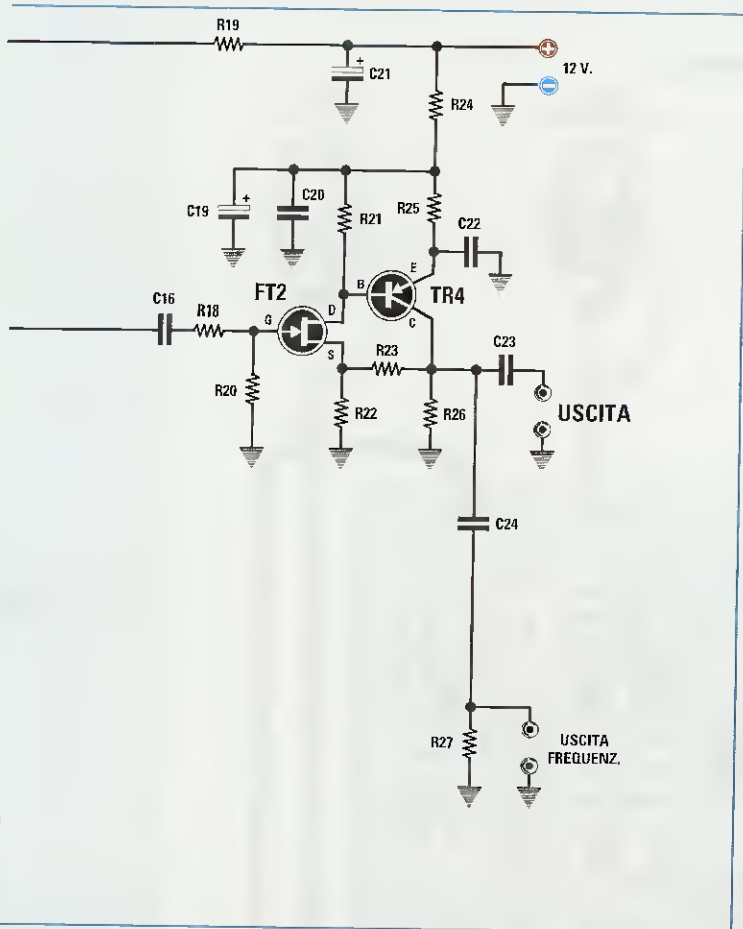 R19
+
C21
+
12 V.
-
R24
C19
+
C20
R21
R25
C22
E
B
TR4
C
FT2
C16
R18
G
D
S
R23
C23
R20
R22
R26
USCITA
C24
R27
USCITA
FREQUENZ.